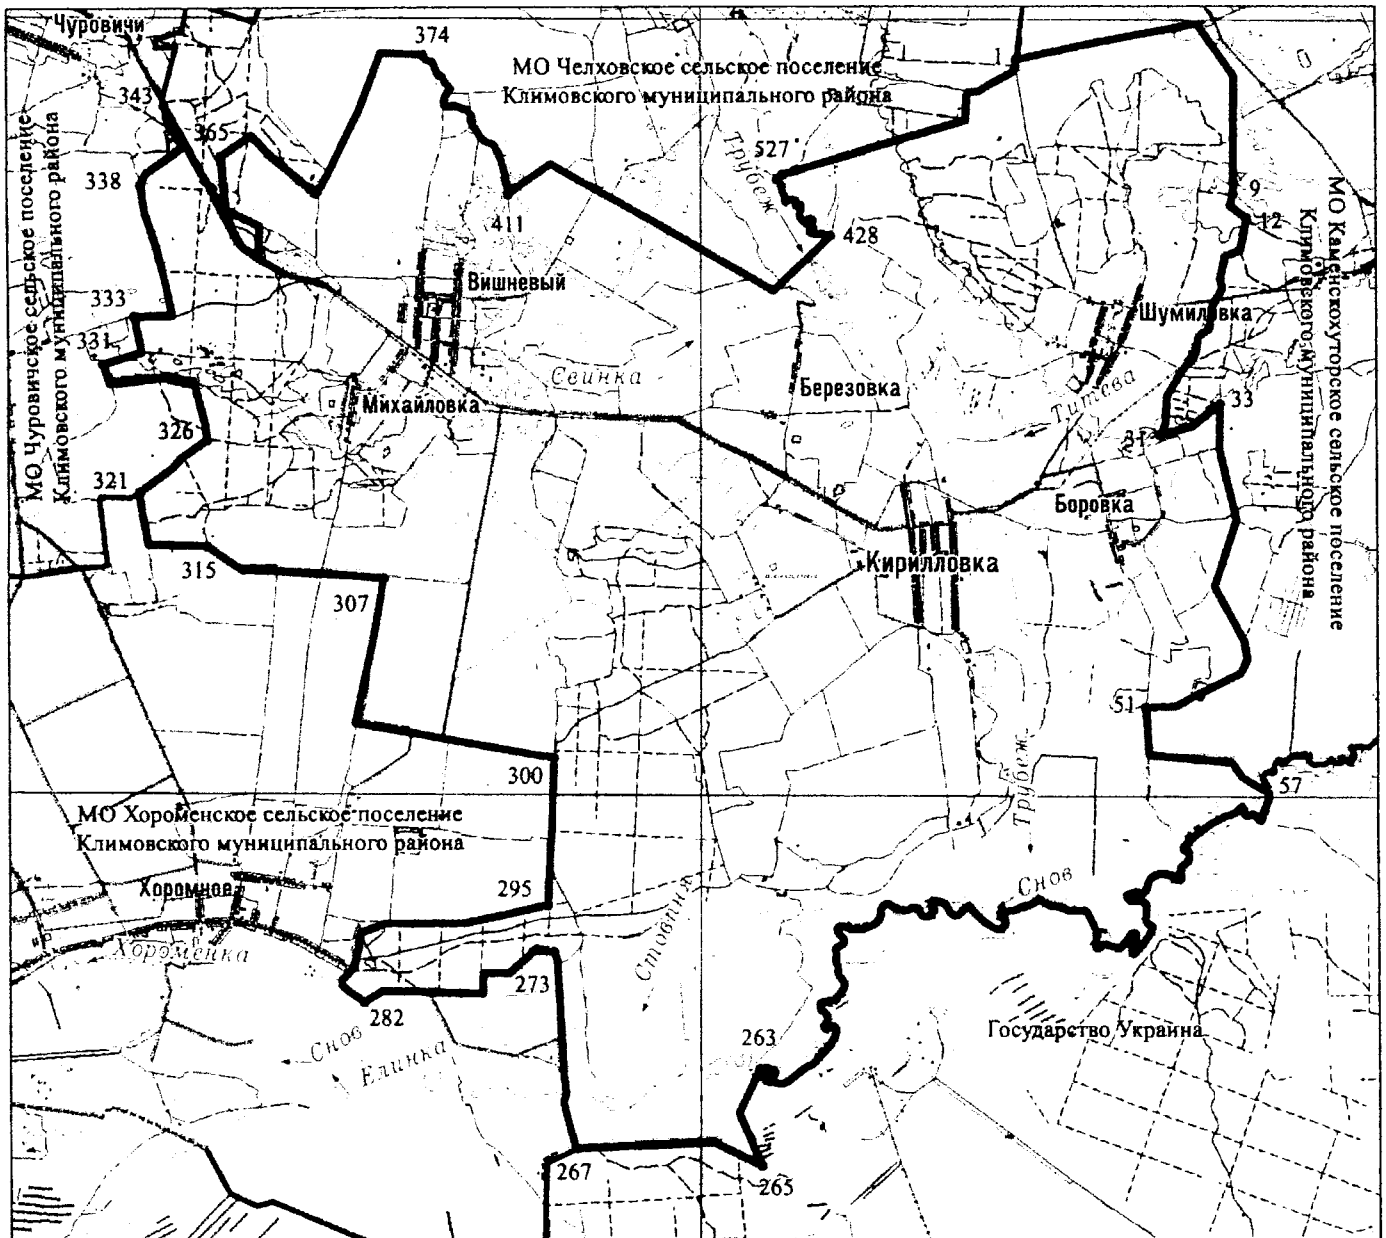 Чуровичи
374
МО Челховское сельское поселение
Климовского муниципального района
1
343
365
527
Трубеж
338
9
12
МО Чуровичское сельское поселение
Климовского муниципального района
МО Каменскохуторское сельское поселение
Климовского муниципального района
411
428
Вишневый
333
331
Шумиловка
Свинка
Березовка
Титева
Михайловка
33
31
326
321
Боровка
315
Кирилловка
307
51
Трубеж
300
57
МО Хороменское сельское поселение
Климовского муниципального района
Хоромное
295
Снов
Хороменка
Стовпня
273
282
Снов
Елинка
263
Государство Украина
267
265